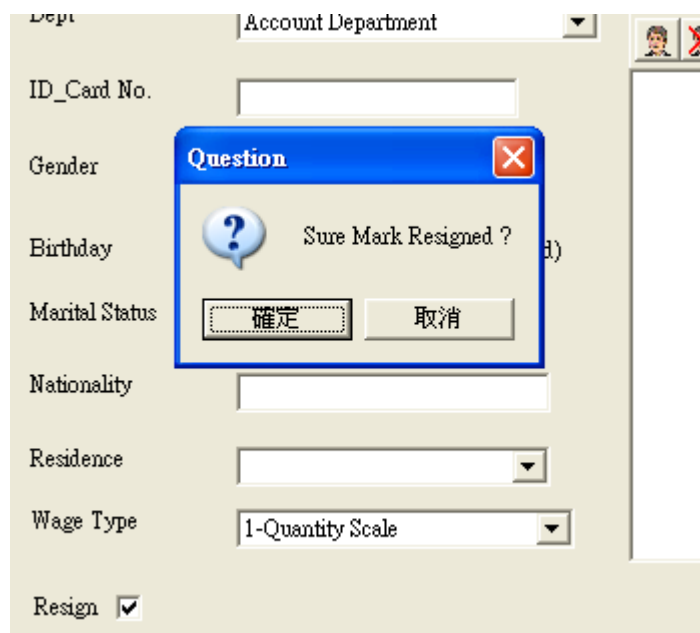 Dept
Account Department
ID_Card No.
Gender
Question
Sure Mark Resigned ?
Birthday
d)
確定
取消
Marital Status
Nationality
Residence
Wage Type
1-Quantity Scale
Resign